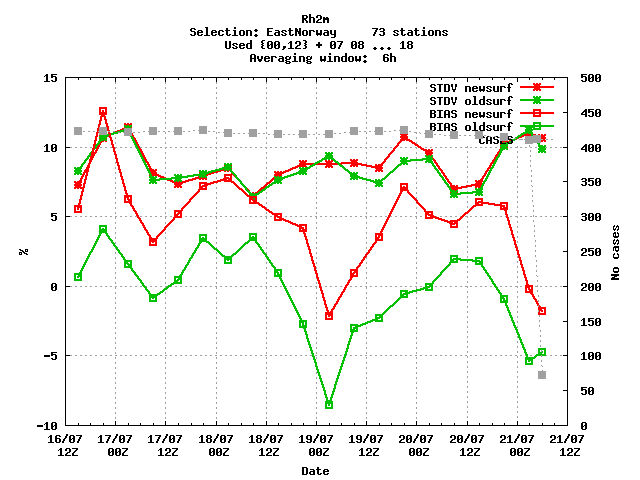 Rh2m
Selection: EastNorway 73 stations
Used {00,12} + 07 08 ... 18
Averaging window: 6h
STDV newsurf
STDV oldsurf
BIAS newsurf
BIAS oldsurf
CASES
15
10
5
0
-5
-10
%
500
450
400
350
300
250
200
150
100
50
0
No cases
16/07 17/07 17/07 18/07 18/07 19/07 19/07 20/07 20/07 21/07 21/07
12Z 00Z 12Z 00Z 12Z 00Z 12Z 00Z 12Z 00Z 12Z
Date